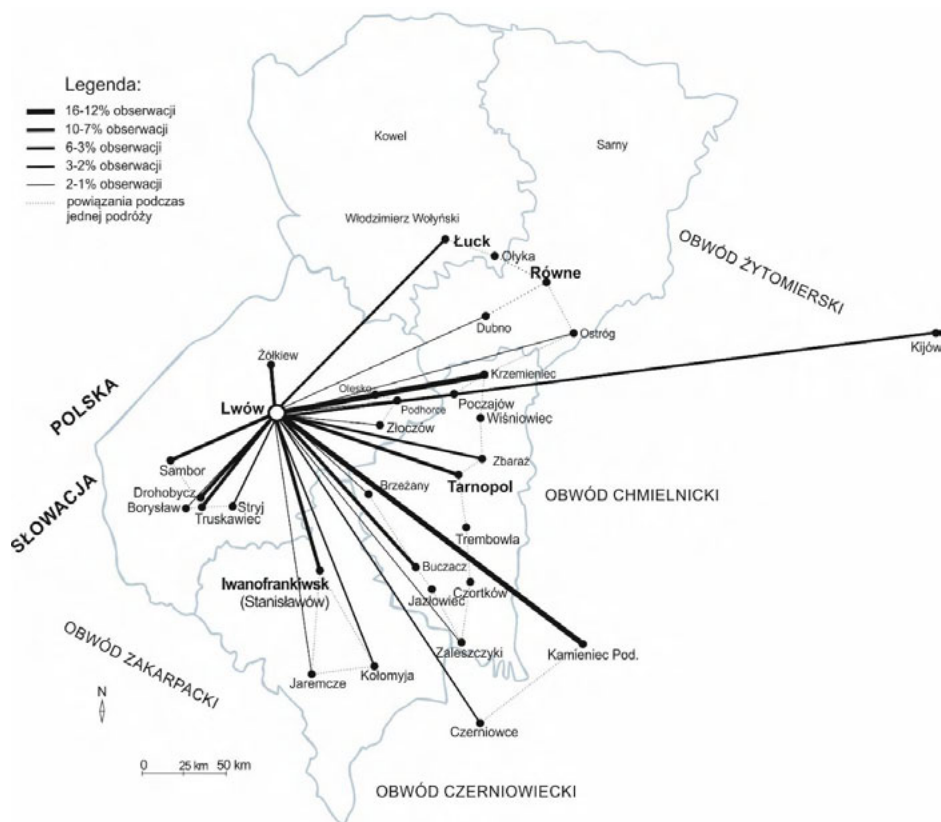 Legenda:
16-12% obserwacji
10-7% obserwacji
6-3% obserwacji
3-2% obserwacji
2-1% obserwacji
powiązania podczas
jednej podróży
Kowel
Sarny
Włodzimierz Wołyński
Łuck
Ołyka
Równe
OBWÓD ŻYTOMIERSKI
Dubno
Ostróg
Kijów
Żółkiew
POLSKA
Olesko
Krzemieniec
Lwów
Podhorce
Poczajów
Wiśniowiec
Złoczów
Sambor
Zbaraż
SŁOWACJA
Drohobycz
Borysław
Truskawiec
Stryj
Brzeżany
Tarnopol
OBWÓD CHMIELNICKI
Trembowla
Iwanofrankiwsk
(Stanisławów)
Buczacz
Jazłowiec
Czortków
OBWÓD ZAKARPACKI
Zaleszczyki
Kamieniec Pod.
Jaremcze
Kołomyja
N
Czerniowce
0 25 km 50 km
OBWÓD CZERNIOWIECKI